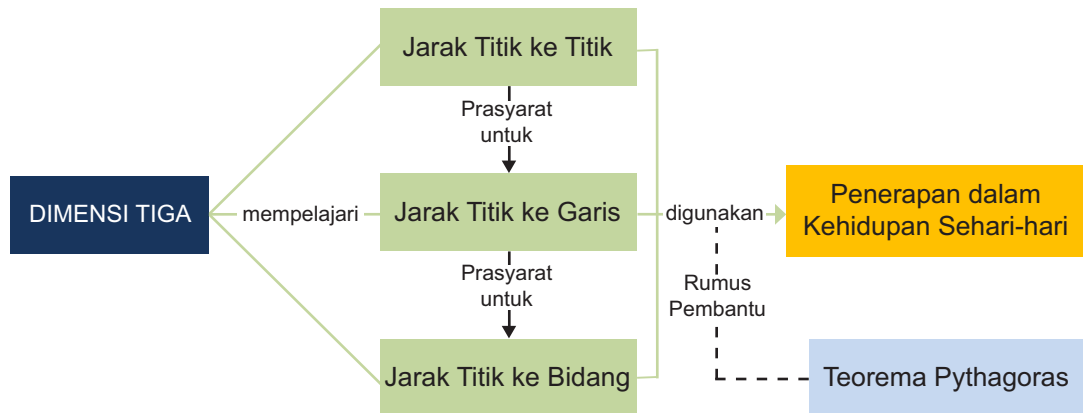 DIMENSI TIGA
mempelajari
Jarak Titik ke Titik
Prasyarat
untuk
Jarak Titik ke Garis
Prasyarat
untuk
Jarak Titik ke Bidang
digunakan
Rumus
Pembantu
Penerapan dalam
Kehidupan Sehari-hari
Teorema Pythagoras